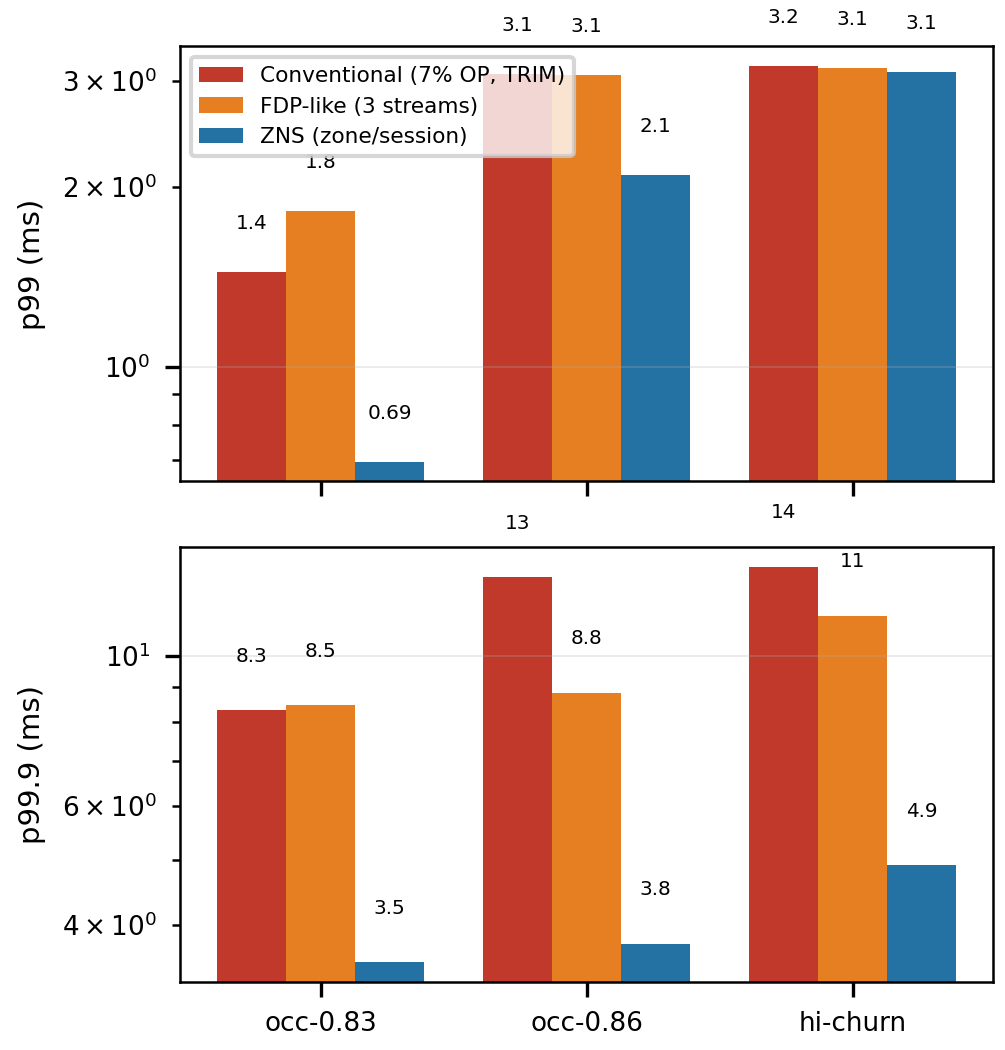 3.1 3.1 3.2 3.1 3.1
Conventional (7% OP, TRIM)
FDP-like (3 streams)
ZNS (zone/session)
3 × 10⁰
2 × 10⁰
10⁰
p99 (ms)
1.4 1.8 0.69 2.1
13 14 11
10¹
6 × 10⁰
4 × 10⁰
p99.9 (ms)
8.3 8.5 3.5 8.8 3.8 4.9
occ-0.83 occ-0.86 hi-churn